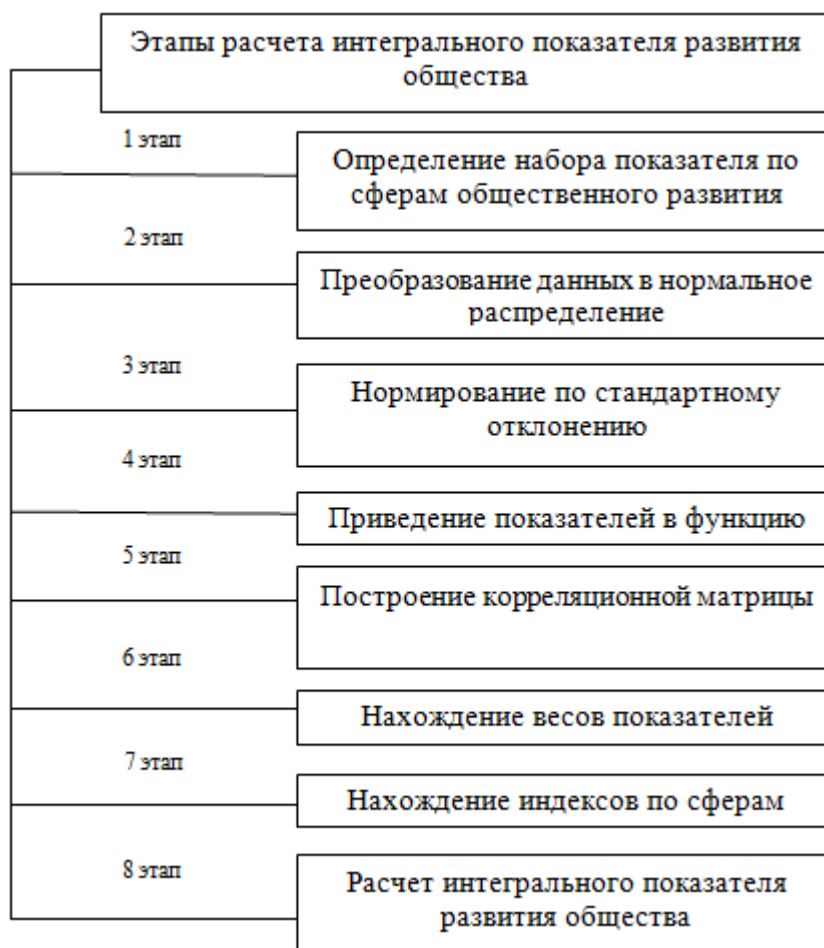 Этапы расчета интегрального показателя развития
общества
1 этап
Определение набора показателя по
сферам общественного развития
2 этап
Преобразование данных в нормальное
распределение
3 этап
Нормирование по стандартному
отклонению
4 этап
Приведение показателей в функцию
5 этап
Построение корреляционной матрицы
6 этап
Нахождение весов показателей
7 этап
Нахождение индексов по сферам
8 этап
Расчет интегрального показателя
развития общества